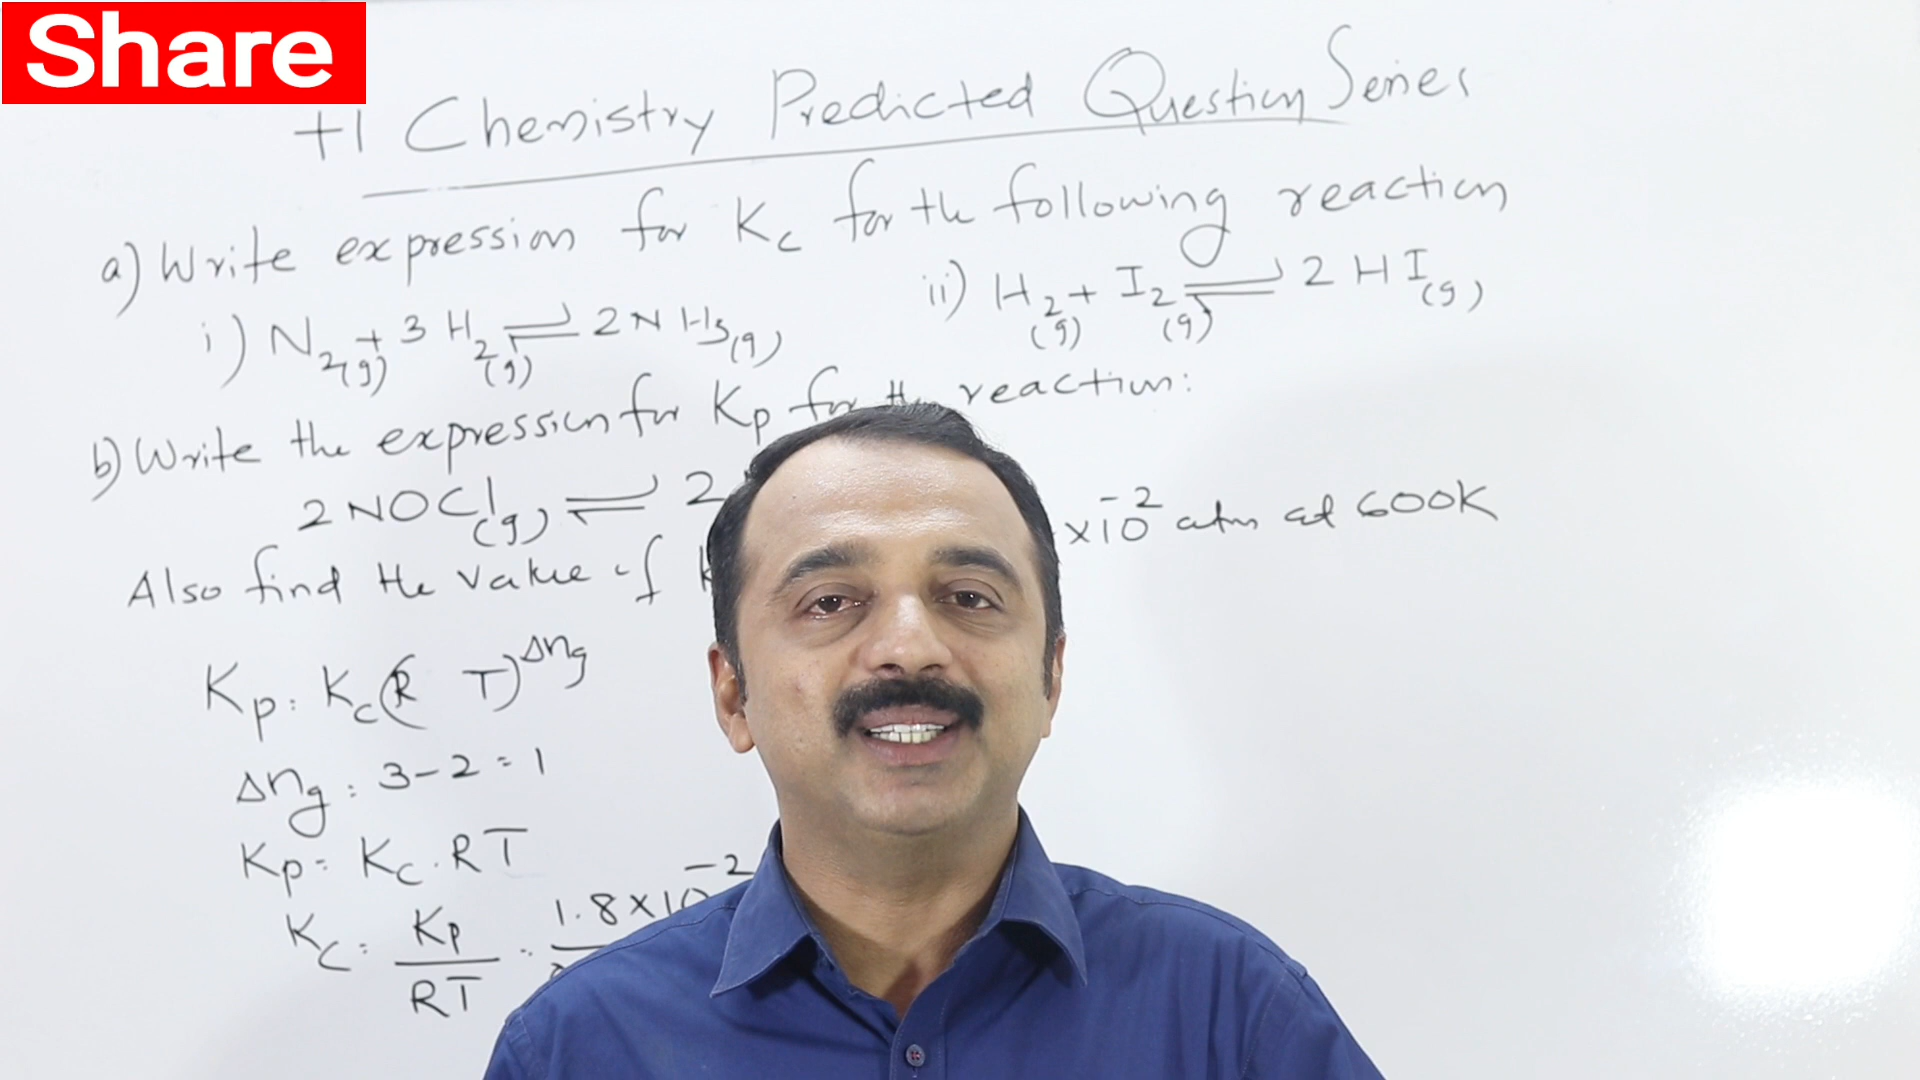 Share
+1 Chemistry Predicted Question Series
a) Write expression for Kc for the following reaction
i) N2(g) + 3H2(g) ⇌ 2NH3(g)
ii) H2(g) + I2(g) ⇌ 2HI(g)
b) Write the expression for Kp for the reaction:
2NOCl(g) ⇌ 2
Also find the value of ×10⁻² atm at 600K
Kp = Kc(R T)^Δng
Δng = 3-2 = 1
Kp = Kc.RT
Kc = Kp/RT = 1.8×10⁻²